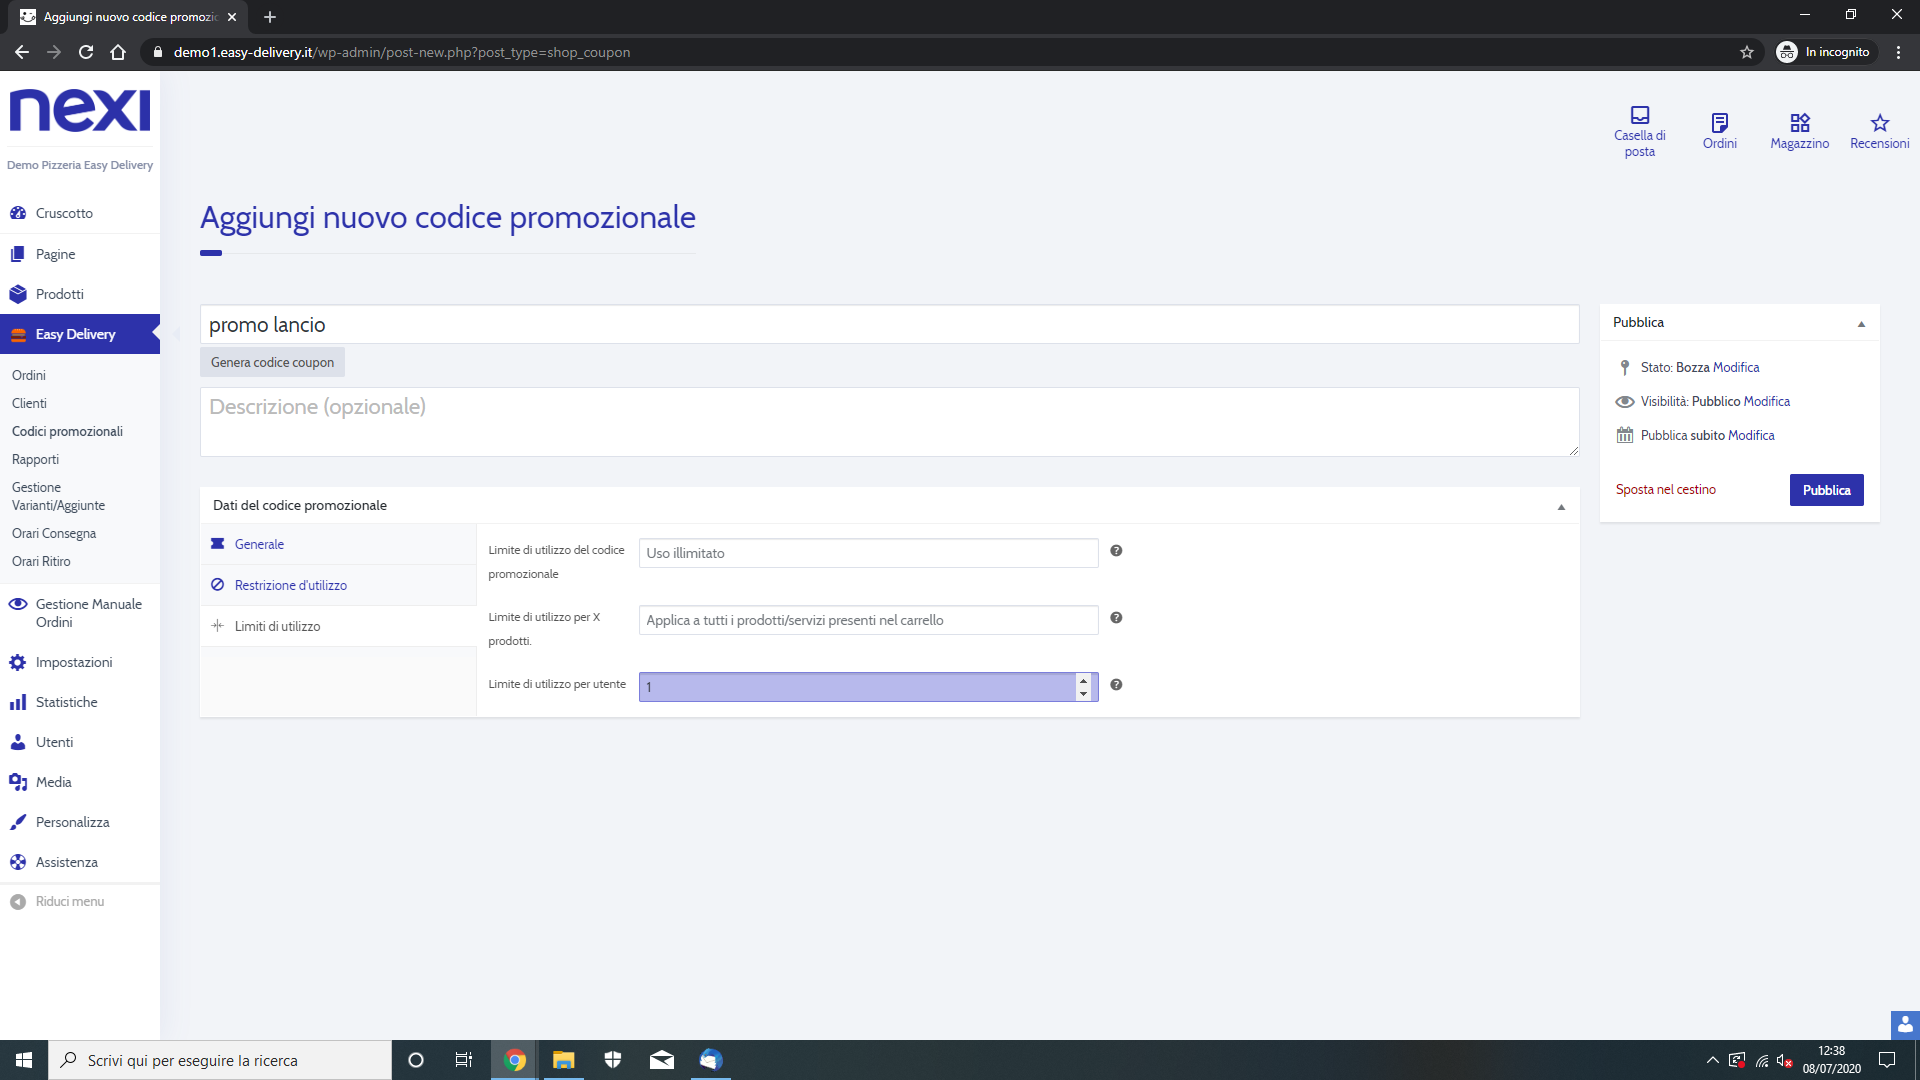 Aggiungi nuovo codice promozio
demo1.easy-delivery.it/wp-admin/post-new.php?post_type=shop_coupon
In incognito
nexi
Demo Pizzeria Easy Delivery
Casella di
posta
Ordini
Magazzino
Recensioni
Cruscotto
Pagine
Prodotti
Easy Delivery
Ordini
Clienti
Codici promozionali
Rapporti
Gestione
Varianti/Aggiunte
Orari Consegna
Orari Ritiro
Gestione Manuale
Ordini
Impostazioni
Statistiche
Utenti
Media
Personalizza
Assistenza
Riduci menu
Aggiungi nuovo codice promozionale
promo lancio
Genera codice coupon
Descrizione (opzionale)
Dati del codice promozionale
Generale
Restrizione d'utilizzo
Limiti di utilizzo
Limite di utilizzo del codice
promozionale
Uso illimitato
Limite di utilizzo per X
prodotti.
Applica a tutti i prodotti/servizi presenti nel carrello
Limite di utilizzo per utente
1
Pubblica
Stato: Bozza Modifica
Visibilità: Pubblico Modifica
Pubblica subito Modifica
Sposta nel cestino
Pubblica
Scrivi qui per eseguire la ricerca
12:38
08/07/2020